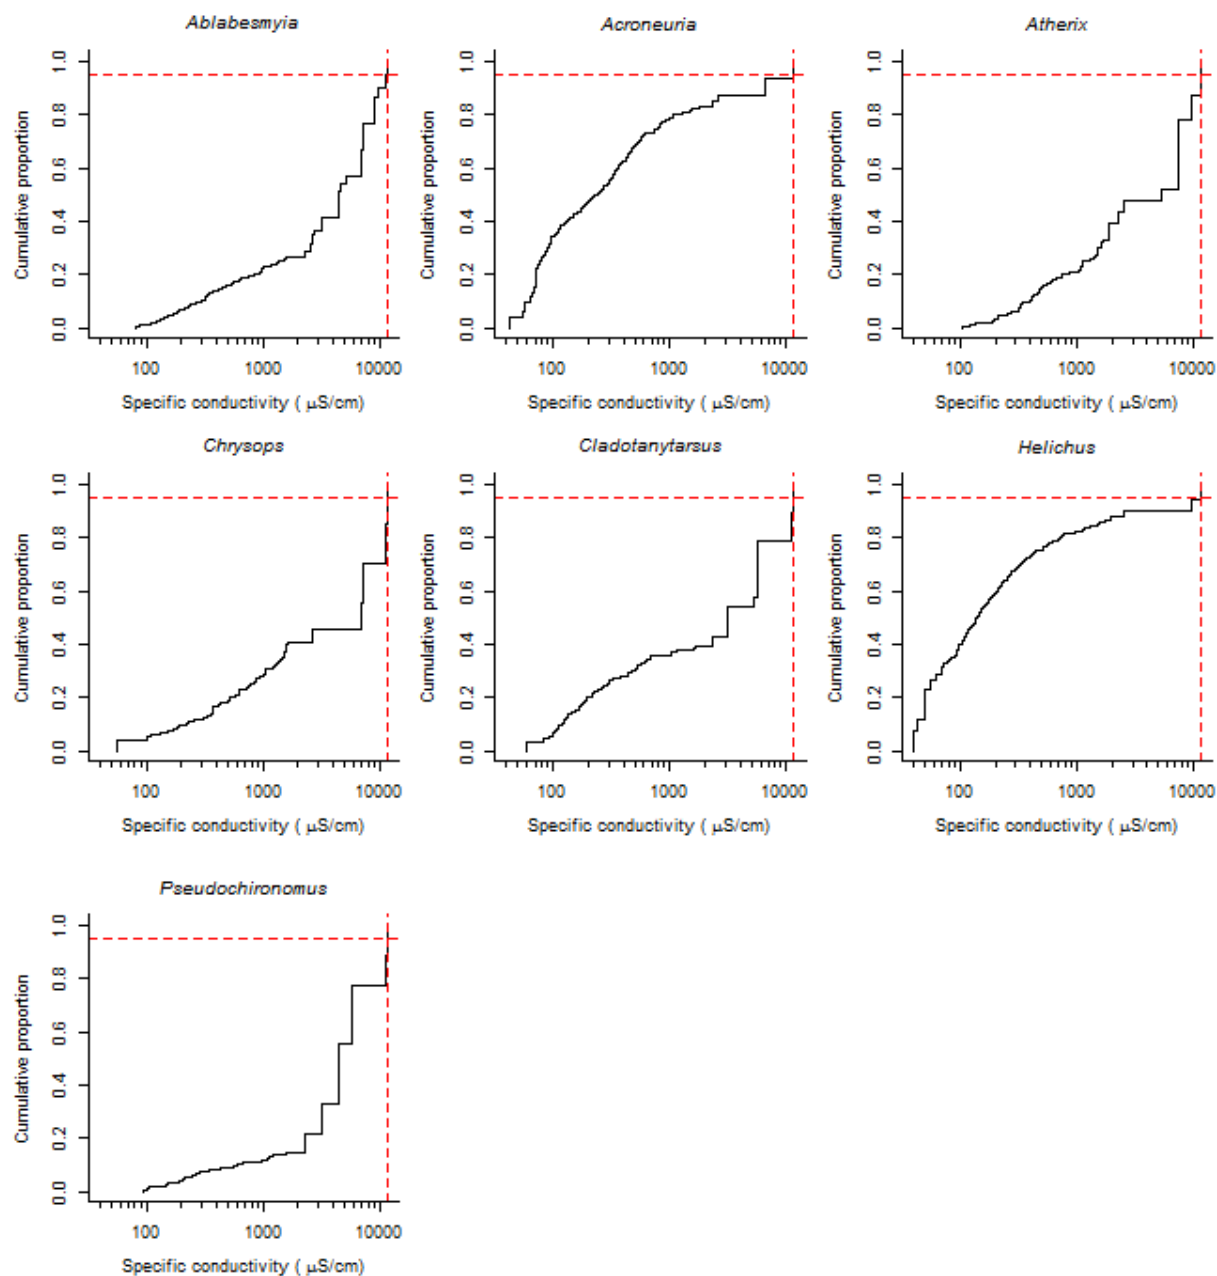 Ablabesmyia
Cumulative proportion
1.0
0.8
0.6
0.4
0.2
0.0
100 1000 10000
Specific conductivity ( μS/cm)
Acroneuria
Cumulative proportion
1.0
0.8
0.6
0.4
0.2
0.0
100 1000 10000
Specific conductivity ( μS/cm)
Atherix
Cumulative proportion
1.0
0.8
0.6
0.4
0.2
0.0
100 1000 10000
Specific conductivity ( μS/cm)
Chrysops
Cumulative proportion
1.0
0.8
0.6
0.4
0.2
0.0
100 1000 10000
Specific conductivity ( μS/cm)
Cladotanytarsus
Cumulative proportion
1.0
0.8
0.6
0.4
0.2
0.0
100 1000 10000
Specific conductivity ( μS/cm)
Helichus
Cumulative proportion
1.0
0.8
0.6
0.4
0.2
0.0
100 1000 10000
Specific conductivity ( μS/cm)
Pseudochironomus
Cumulative proportion
1.0
0.8
0.6
0.4
0.2
0.0
100 1000 10000
Specific conductivity ( μS/cm)